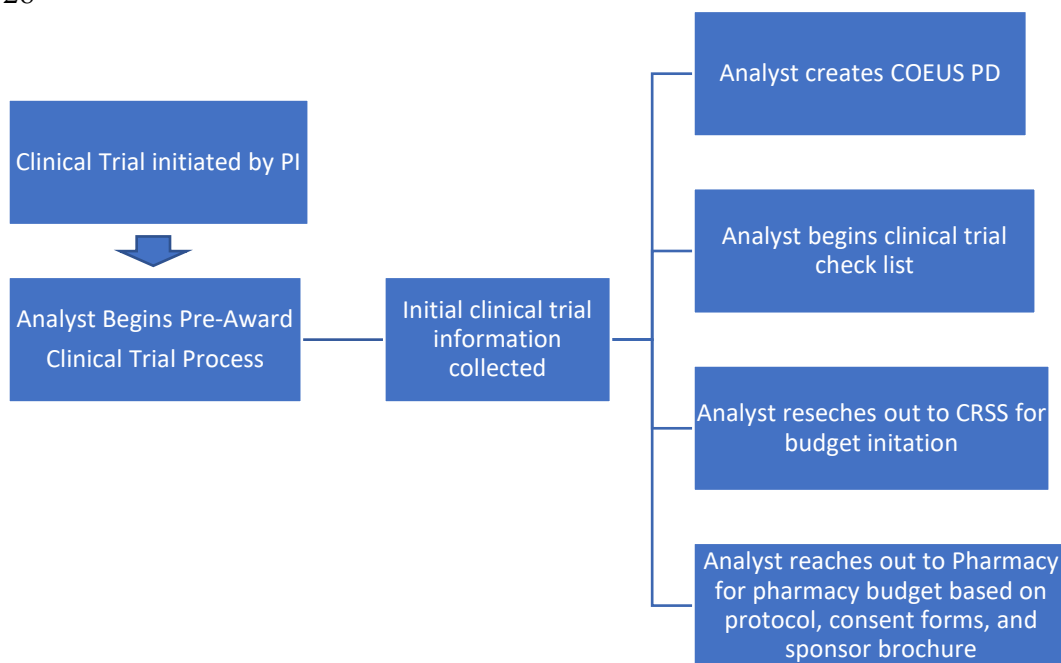 Clinical Trial initiated by PI
Analyst Begins Pre-Award
Clinical Trial Process
Initial clinical trial
information
collected
Analyst creates COEUS PD
Analyst begins clinical trial
check list
Analyst reseches out to CRSS for
budget initation
Analyst reaches out to Pharmacy
for pharmacy budget based on
protocol, consent forms, and
sponsor brochure